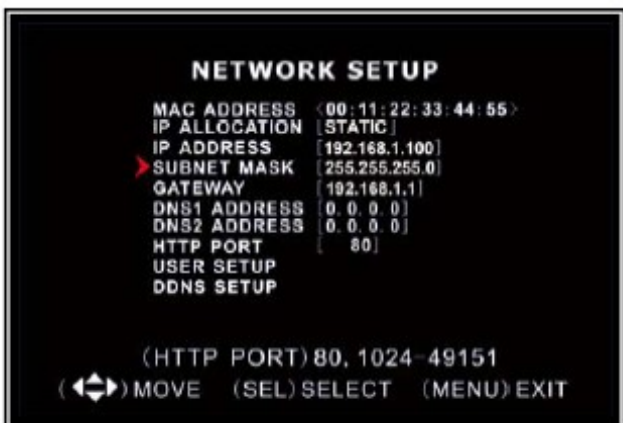 NETWORK SETUP
MAC ADDRESS <00:11:22:33:44:55>
IP ALLOCATION [STATIC]
IP ADDRESS [192.168.1.100]
SUBNET MASK [255.255.255.0]
GATEWAY [192.168.1.1]
DNS1 ADDRESS [0. 0. 0. 0]
DNS2 ADDRESS [0. 0. 0. 0]
HTTP PORT [ 80]
USER SETUP
DDNS SETUP
(HTTP PORT) 80, 1024-49151
( ) MOVE (SEL) SELECT (MENU) EXIT